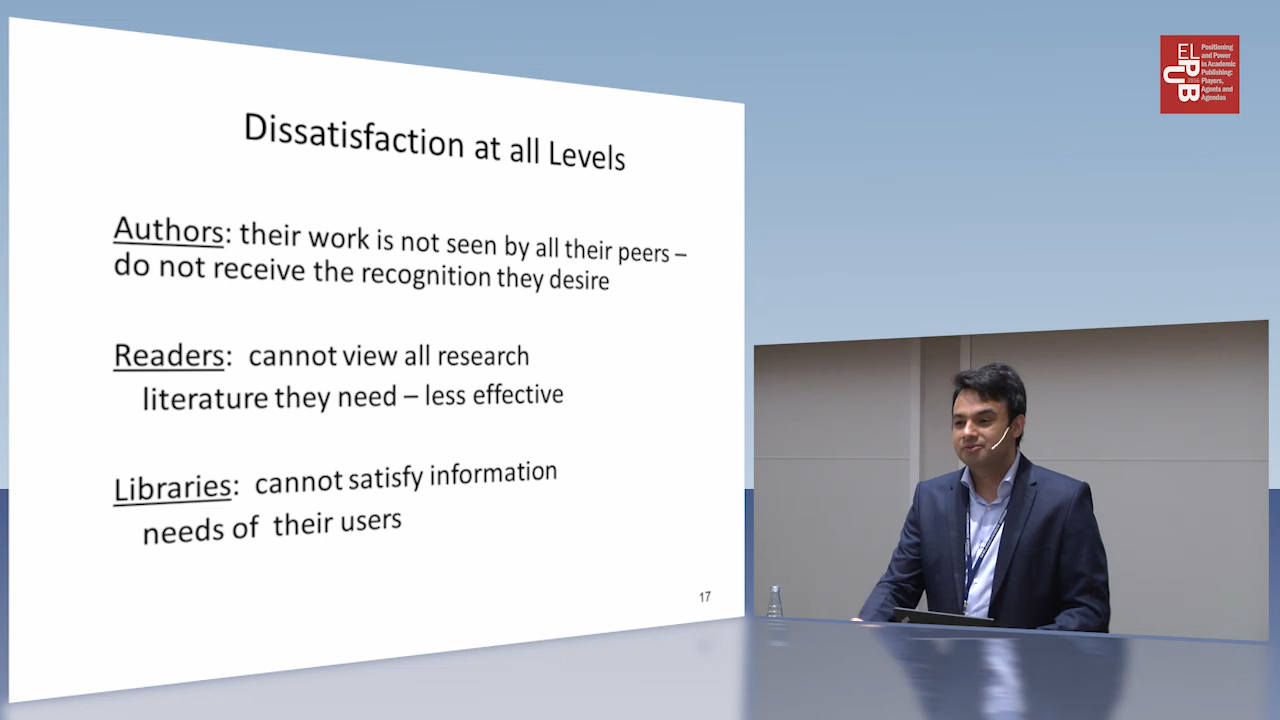 Dissatisfaction at all Levels
Authors: their work is not seen by all their peers –
do not receive the recognition they desire
Readers: cannot view all research
literature they need – less effective
Libraries: cannot satisfy information
needs of their users
17
EL
PUB
2016
Positioning
and Power
in Academic
Publishing:
Players,
Agents and
Agendas